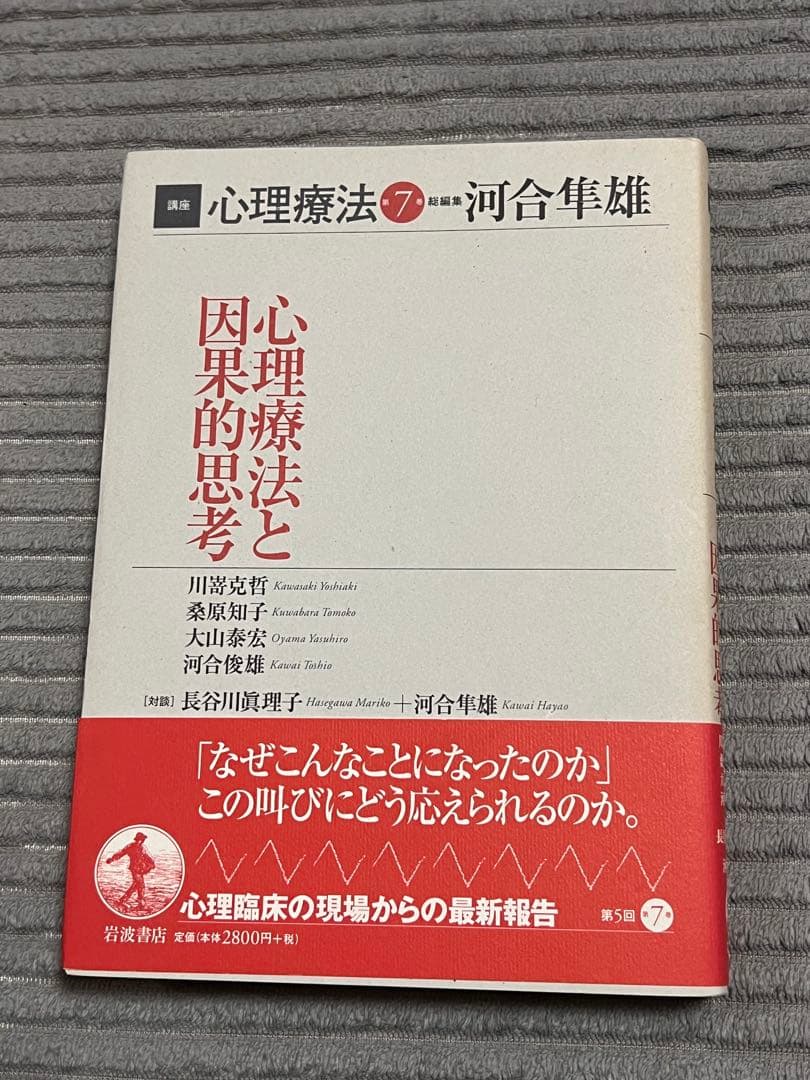 講座 心理療法 第7巻 総編集 河合隼雄
心理療法と
因果的思考
川嵜克哲 Kawasaki Yoshiaki
桑原知子 Kuwabara Tomoko
大山泰宏 Oyama Yasuhiro
河合俊雄 Kawai Toshio
[対談] 長谷川眞理子 Hasegawa Mariko + 河合隼雄 Kawai Hayao
「なぜこんなことになったのか」
この叫びにどう応えられるのか。
心理臨床の現場からの最新報告 第5回 第7巻
岩波書店 定価(本体2800円+税)
因果的思考